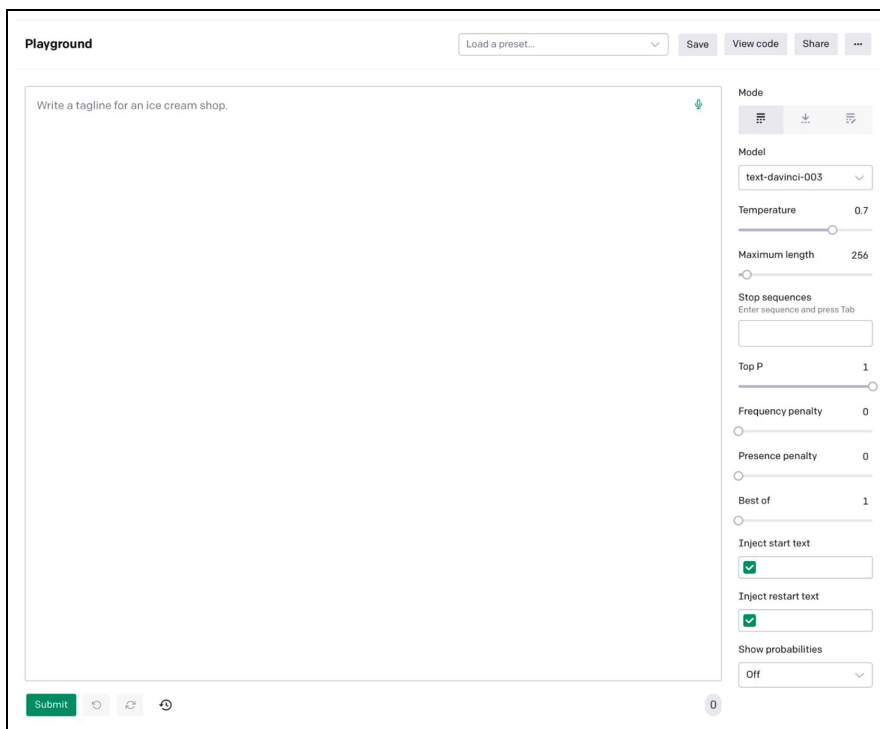 Playground
Load a preset...
Save
View code
Share
Write a tagline for an ice cream shop.
Mode
Model
text-davinci-003
Temperature 0.7
Maximum length 256
Stop sequences
Enter sequence and press Tab
Top P 1
Frequency penalty 0
Presence penalty 0
Best of 1
Inject start text
Inject restart text
Show probabilities
Off
Submit
0